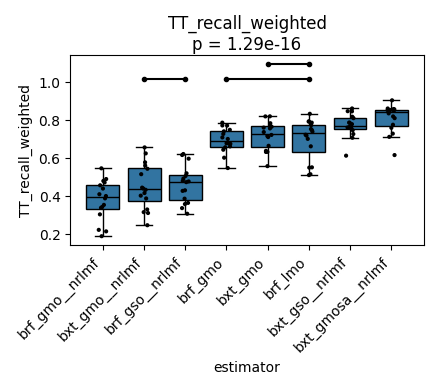 TT_recall_weighted
p = 1.29e-16
TT_recall_weighted
1.0
0.8
0.6
0.4
0.2
brf_gmo__nrlmf
bxt_gmo__nrlmf
brf_gso__nrlmf
brf_gmo
bxt_gmo
brf_lmo
bxt_gso__nrlmf
bxt_gmosa__nrlmf
estimator